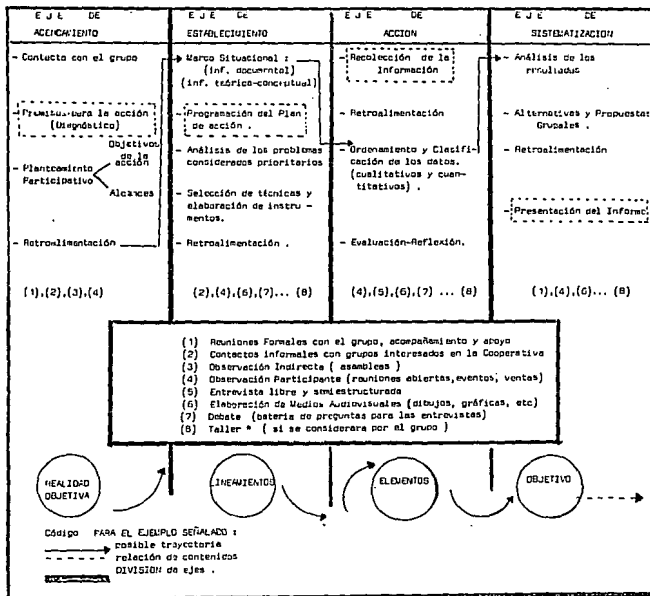 EJE DE
ACERCAMIENTO
- Contacto con el grupo
- Premisas para la acción
(Diagnóstico)
Objetivos
de la
acción
- Planteamiento
Participativo
Alcances
- Retroalimentación
(1),(2),(3),(4)
EJE DE
ESTABLECIMIENTO
- Marco Situational :
(inf. documental)
(inf. teórica-conceptual)
- Programación del Plan
de acción .
- Análisis de los problemas
considerados prioritarios
- Selección de técnicas y
elaboración de instru-
mentos.
- Retroalimentación .
(2),(4),(6),(7)... (8)
EJE DE
ACCION
- Recolección de la
Información
- Retroalimentación
- Ordenamiento y Clasifi-
cación de los datos.
(cualitativos y cuan-
titativos) .
- Evaluación-Reflexión.
(4),(5),(6),(7) ... (8)
EJE DE
SISTEMATIZACION
- Análisis de los
resultados
- Alternativas y Propuestas
Grupales .
- Retroalimentación
- Presentación del Informe
(1),(4),(6)... (8)
(1) Reuniones Formales con el grupo, acompañamiento y apoyo
(2) Contactos informales con grupos interesados en la Cooperativa
(3) Observación Indirecta ( asambleas )
(4) Observación Participante (reuniones abiertas,eventos, ventas)
(5) Entrevista libre y semiestructurada
(6) Elaboración de Medios Audiovisuales (dibujos, gráficas, etc)
(7) Debate (batería de preguntas para las entrevistas)
(8) Taller * ( si se considerara por el grupo )
REALIDAD
OBJETIVA
LINEAMIENTOS
ELEMENTOS
OBJETIVO
Código PARA EL EJEMPLO SEÑALADO :
posible trayectoria
relación de contenidos
DIVISION de ejes .